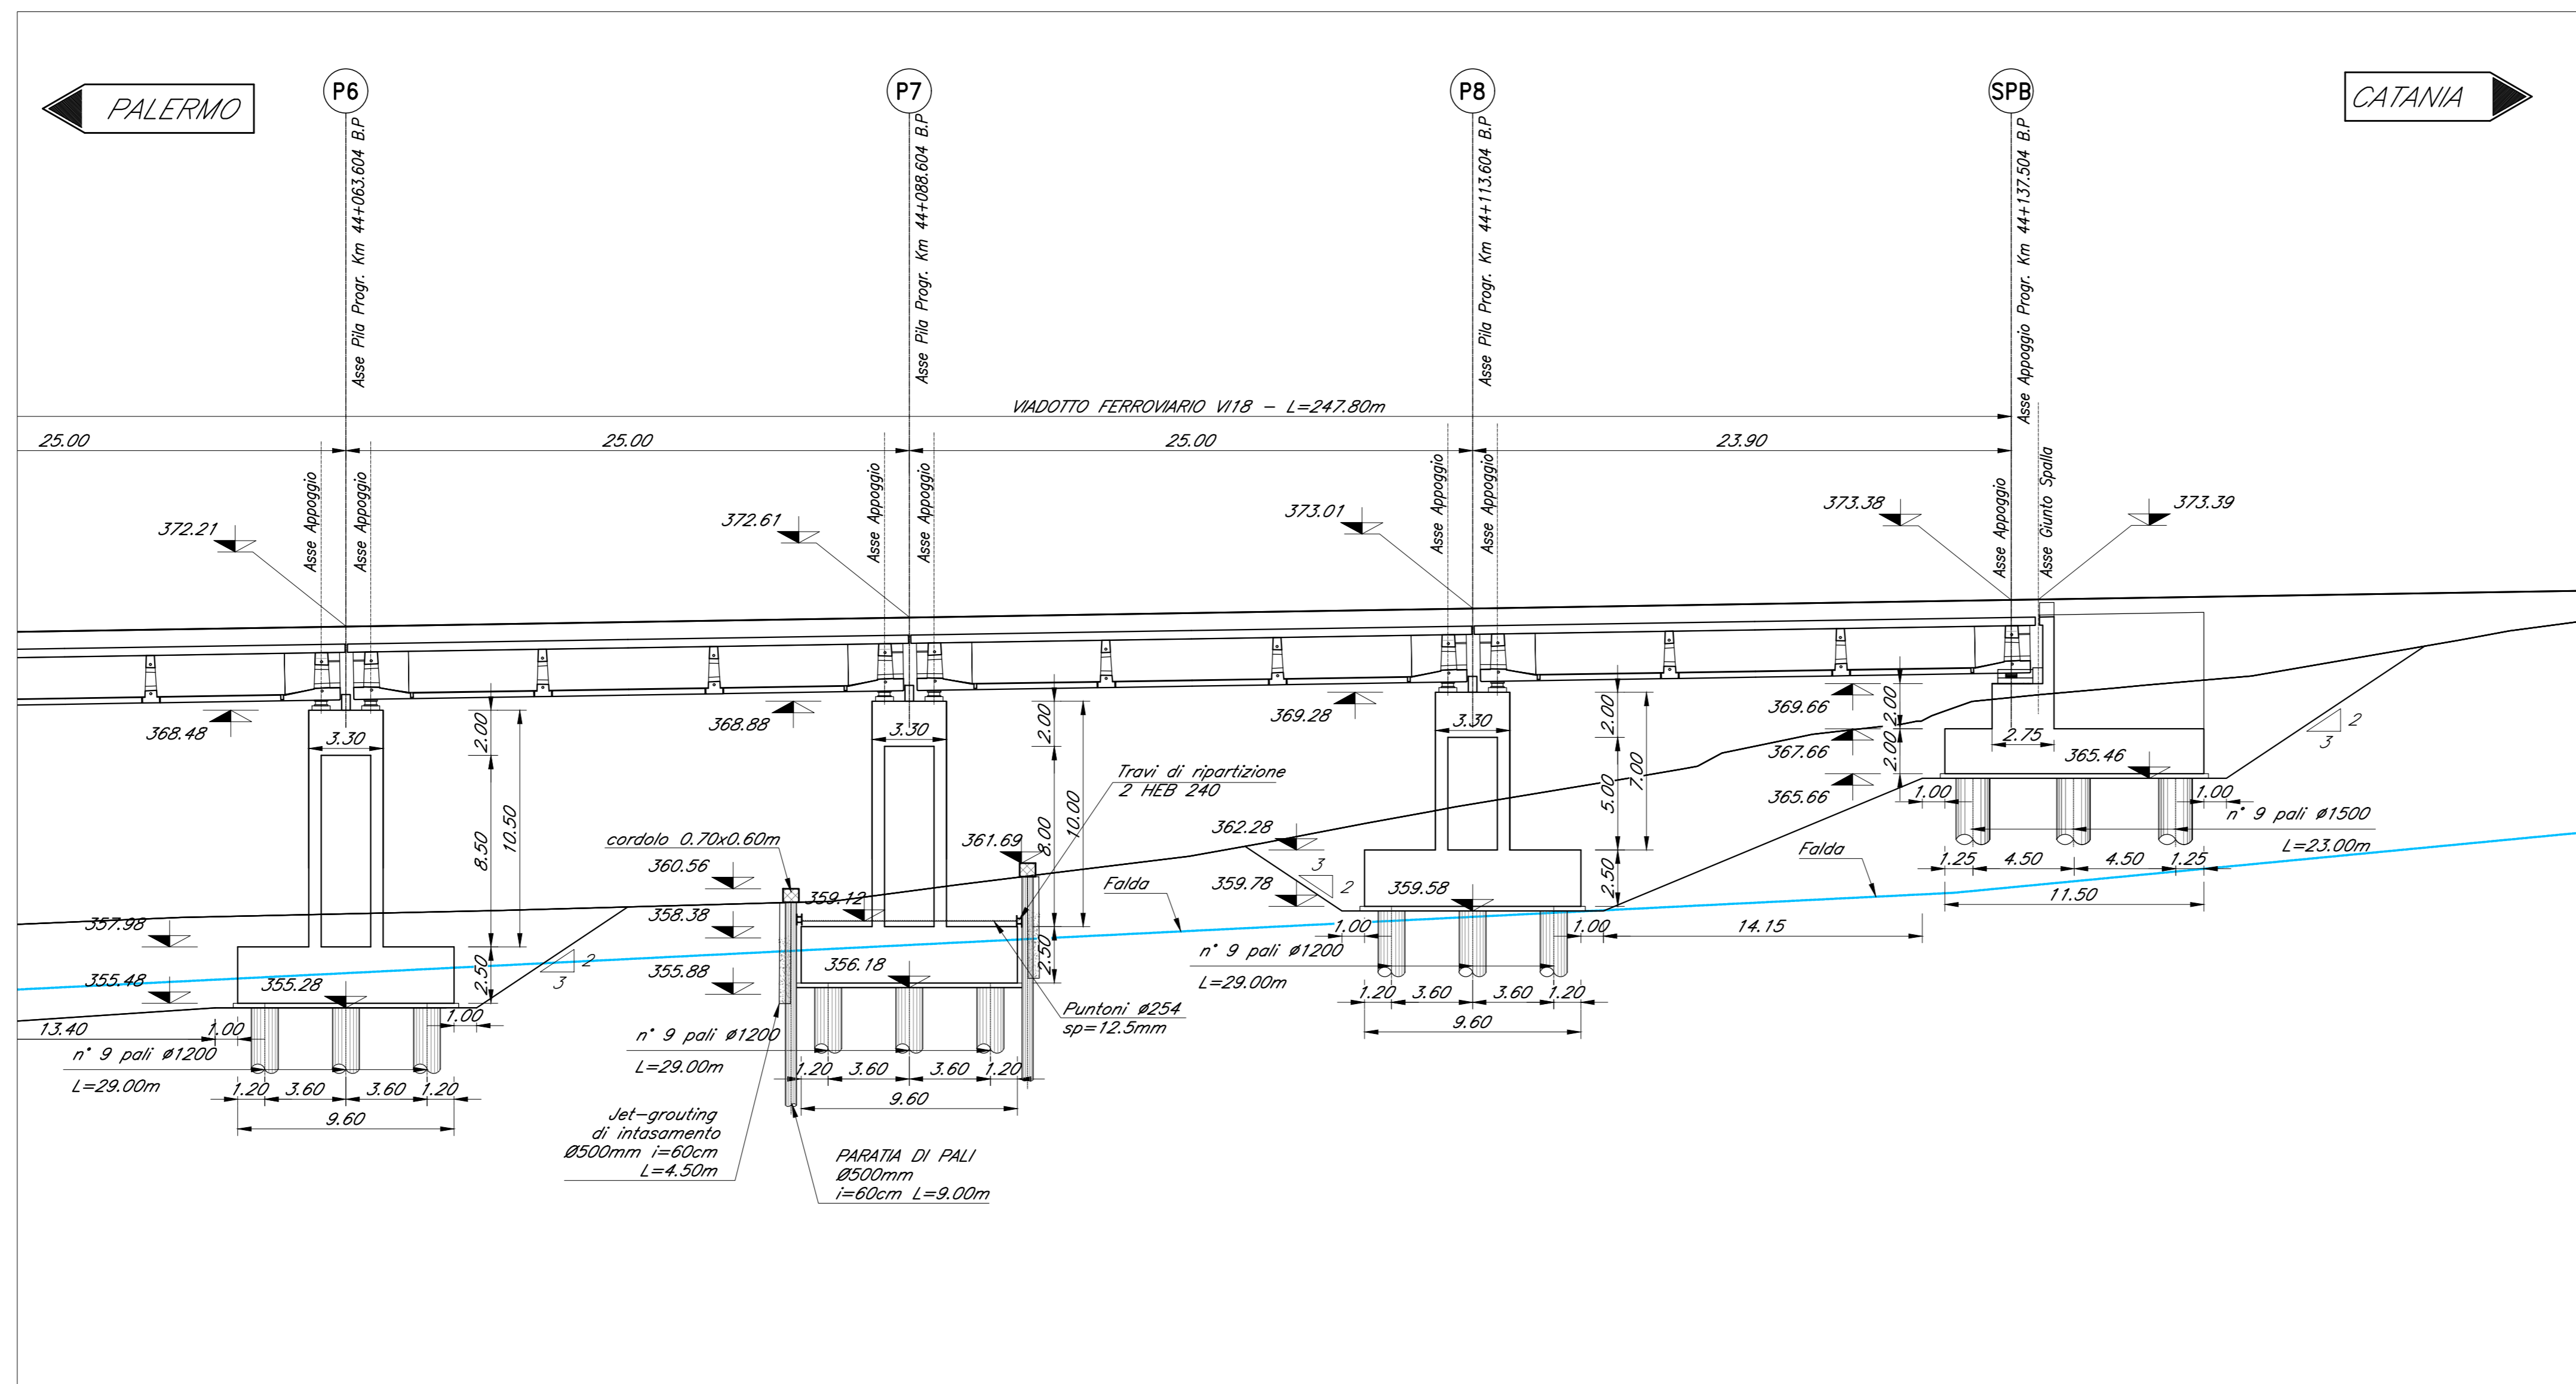 PALERMO
P6
P7
P8
SPB
CATANIA
Asse Pila Progr. Km 44+063.604 B.P
Asse Pila Progr. Km 44+088.604 B.P
Asse Pila Progr. Km 44+113.604 B.P
Asse Appoggio Progr. Km 44+137.504 B.P
VIADOTTO FERROVIARIO VI18 - L=247.80m
25.00
25.00
25.00
23.90
Asse Appoggio
Asse Appoggio
Asse Appoggio
Asse Appoggio
Asse Appoggio
Asse Appoggio
Asse Appoggio
Asse Giunto Spalla
372.21
372.61
373.01
373.38
373.39
368.48
3.30
2.00
8.50
10.50
357.98
355.48
355.28
2.50
2
3
13.40
1.00
1.00
n° 9 pali ø1200
L=29.00m
1.20
3.60
3.60
1.20
9.60
368.88
3.30
2.00
8.00
10.00
Travi di ripartizione
2 HEB 240
cordolo 0.70x0.60m
360.56
361.69
359.12
358.38
355.88
356.18
2.50
Falda
n° 9 pali ø1200
L=29.00m
Puntoni ø254
sp=12.5mm
1.20
3.60
3.60
1.20
9.60
Jet-grouting
di intasamento
Ø500mm i=60cm
L=4.50m
PARATIA DI PALI
Ø500mm
i=60cm L=9.00m
369.28
3.30
2.00
5.00
7.00
362.28
3
2
359.78
359.58
2.50
1.00
1.00
14.15
n° 9 pali ø1200
L=29.00m
1.20
3.60
3.60
1.20
9.60
369.66
2.00
367.66
2.75
2.00
365.46
365.66
1.00
1.00
2
3
n° 9 pali ø1500
L=23.00m
Falda
1.25
4.50
4.50
1.25
11.50